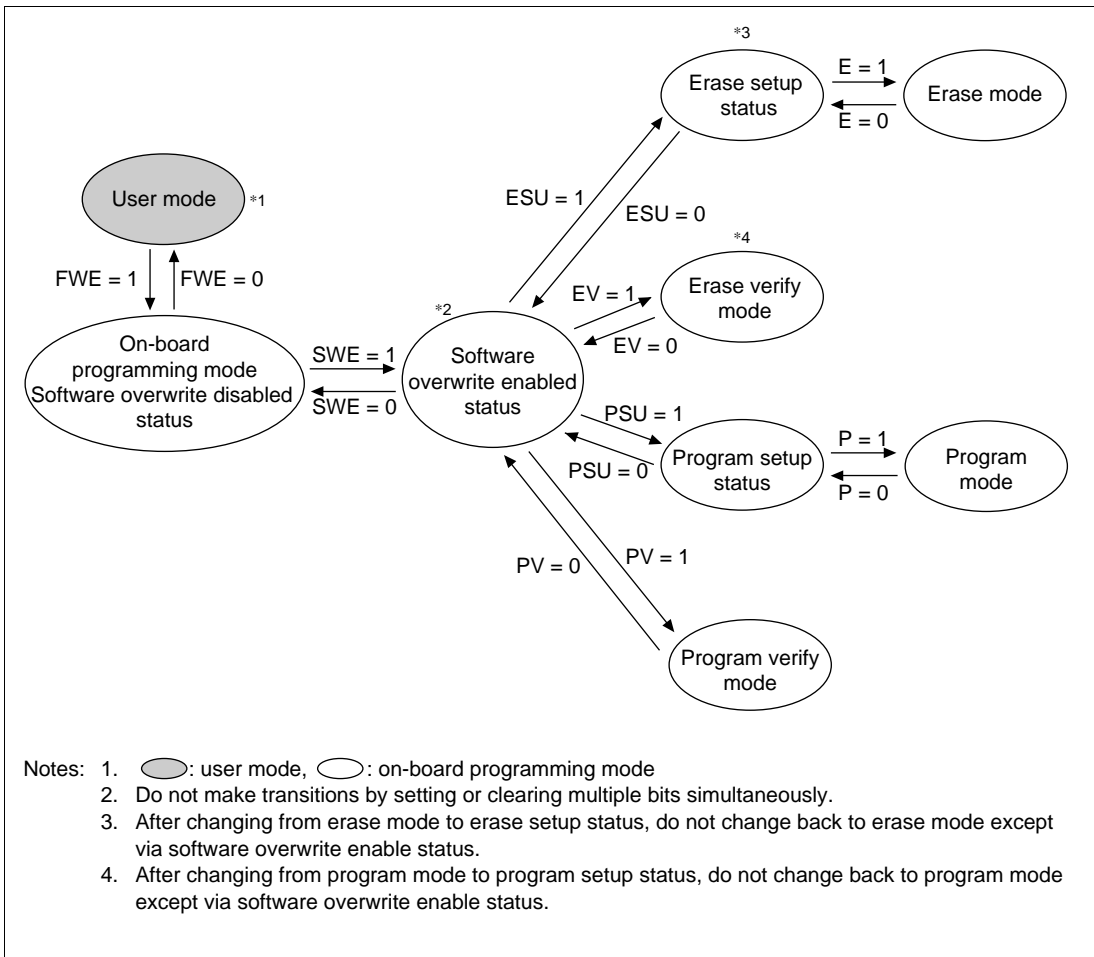 *3
Erase setup
status
E = 1
E = 0
Erase mode
User mode
*1
ESU = 1
ESU = 0
FWE = 1
FWE = 0
*4
Erase verify
mode
EV = 1
EV = 0
*2
On-board
programming mode
Software overwrite disabled
status
SWE = 1
SWE = 0
Software
overwrite enabled
status
PSU = 1
PSU = 0
Program setup
status
P = 1
P = 0
Program
mode
PV = 0
PV = 1
Program verify
mode
Notes: 1. : user mode, : on-board programming mode
2. Do not make transitions by setting or clearing multiple bits simultaneously.
3. After changing from erase mode to erase setup status, do not change back to erase mode except
via software overwrite enable status.
4. After changing from program mode to program setup status, do not change back to program mode
except via software overwrite enable status.